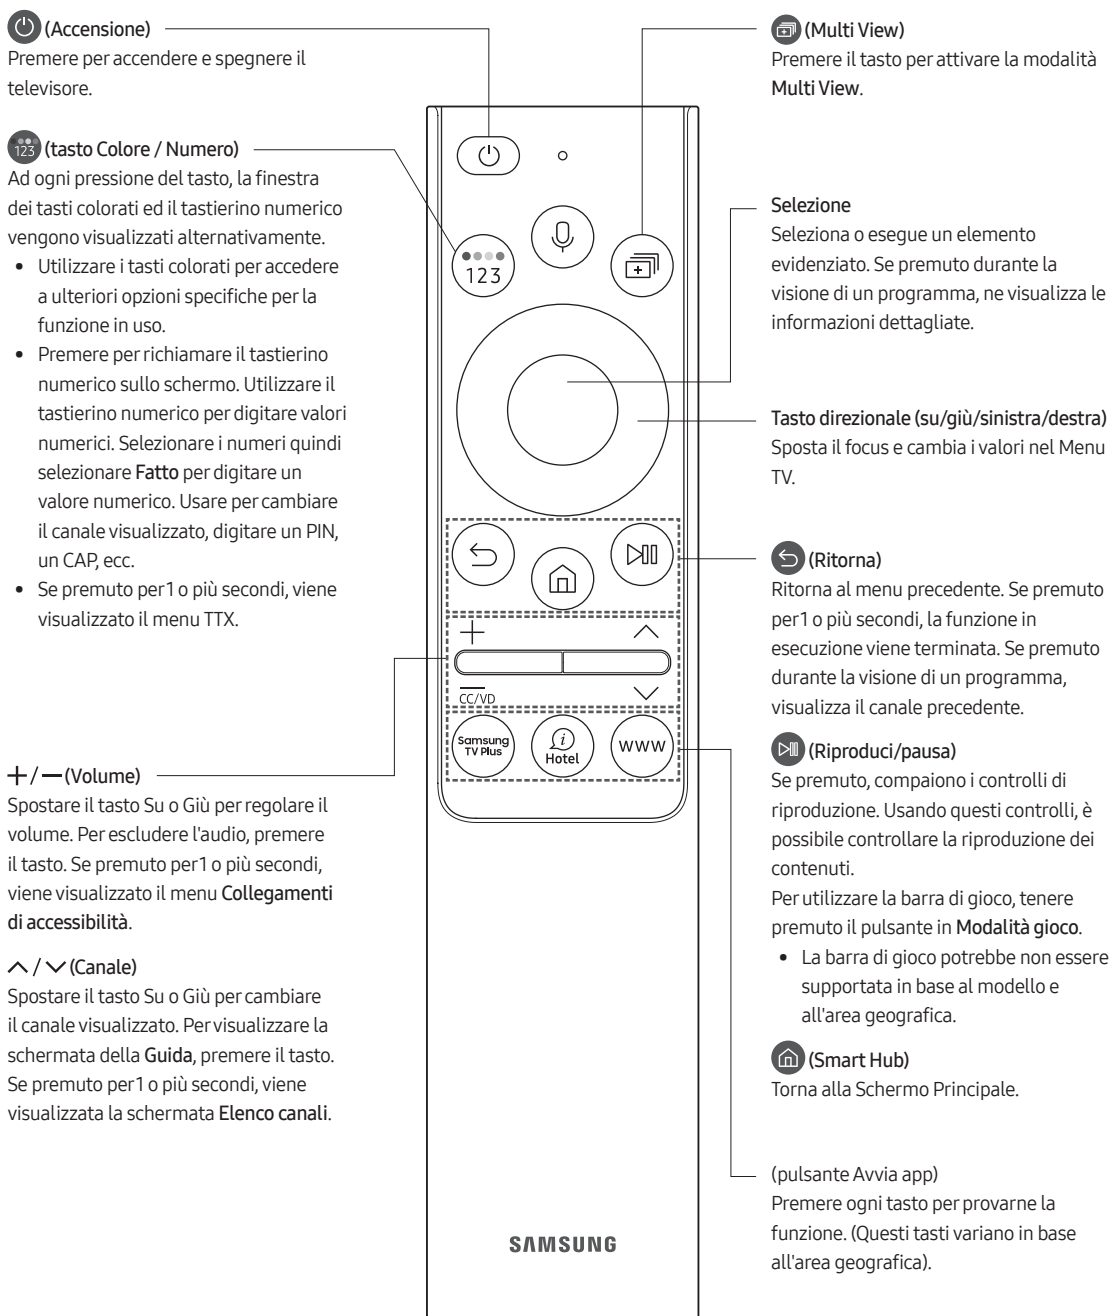 (Accensione)
Premere per accendere e spegnere il
televisore.
123 (tasto Colore / Numero)
Ad ogni pressione del tasto, la finestra
dei tasti colorati ed il tastierino numerico
vengono visualizzati alternativamente.
• Utilizzare i tasti colorati per accedere
a ulteriori opzioni specifiche per la
funzione in uso.
• Premere per richiamare il tastierino
numerico sullo schermo. Utilizzare il
tastierino numerico per digitare valori
numerici. Selezionare i numeri quindi
selezionare Fatto per digitare un
valore numerico. Usare per cambiare
il canale visualizzato, digitare un PIN,
un CAP, ecc.
• Se premuto per 1 o più secondi, viene
visualizzato il menu TTX.
+ / — (Volume)
Spostare il tasto Su o Giù per regolare il
volume. Per escludere l'audio, premere
il tasto. Se premuto per 1 o più secondi,
viene visualizzato il menu Collegamenti
di accessibilità.
(Canale)
Spostare il tasto Su o Giù per cambiare
il canale visualizzato. Per visualizzare la
schermata della Guida, premere il tasto.
Se premuto per 1 o più secondi, viene
visualizzata la schermata Elenco canali.
123
+
CC/VD
Samsung
TV Plus
i
Hotel
www
SAMSUNG
(Multi View)
Premere il tasto per attivare la modalità
Multi View.
Selezione
Seleziona o esegue un elemento
evidenziato. Se premuto durante la
visione di un programma, ne visualizza le
informazioni dettagliate.
Tasto direzionale (su/giù/sinistra/destra)
Sposta il focus e cambia i valori nel Menu
TV.
(Ritorna)
Ritorna al menu precedente. Se premuto
per 1 o più secondi, la funzione in
esecuzione viene terminata. Se premuto
durante la visione di un programma,
visualizza il canale precedente.
(Riproduci/pausa)
Se premuto, compaiono i controlli di
riproduzione. Usando questi controlli, è
possibile controllare la riproduzione dei
contenuti.
Per utilizzare la barra di gioco, tenere
premuto il pulsante in Modalità gioco.
• La barra di gioco potrebbe non essere
supportata in base al modello e
all'area geografica.
(Smart Hub)
Torna alla Schermo Principale.
(pulsante Avvia app)
Premere ogni tasto per provarne la
funzione. (Questi tasti variano in base
all'area geografica).